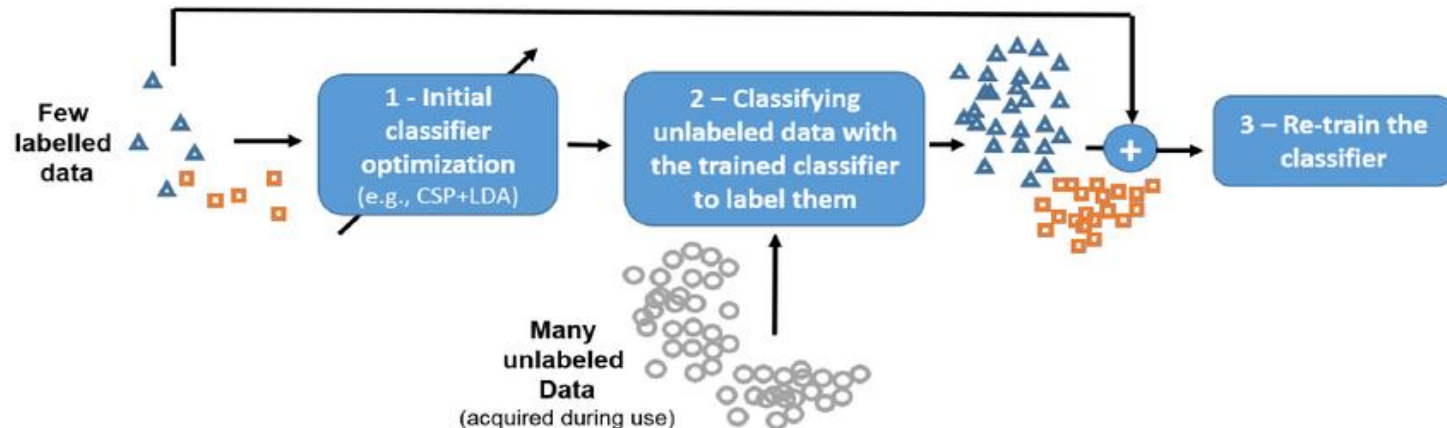 Few
labelled
data
1 - Initial
classifier
optimization
(e.g., CSP+LDA)
2 – Classifying
unlabeled data with
the trained classifier
to label them
+
3 – Re-train the
classifier
Many
unlabeled
Data
(acquired during use)